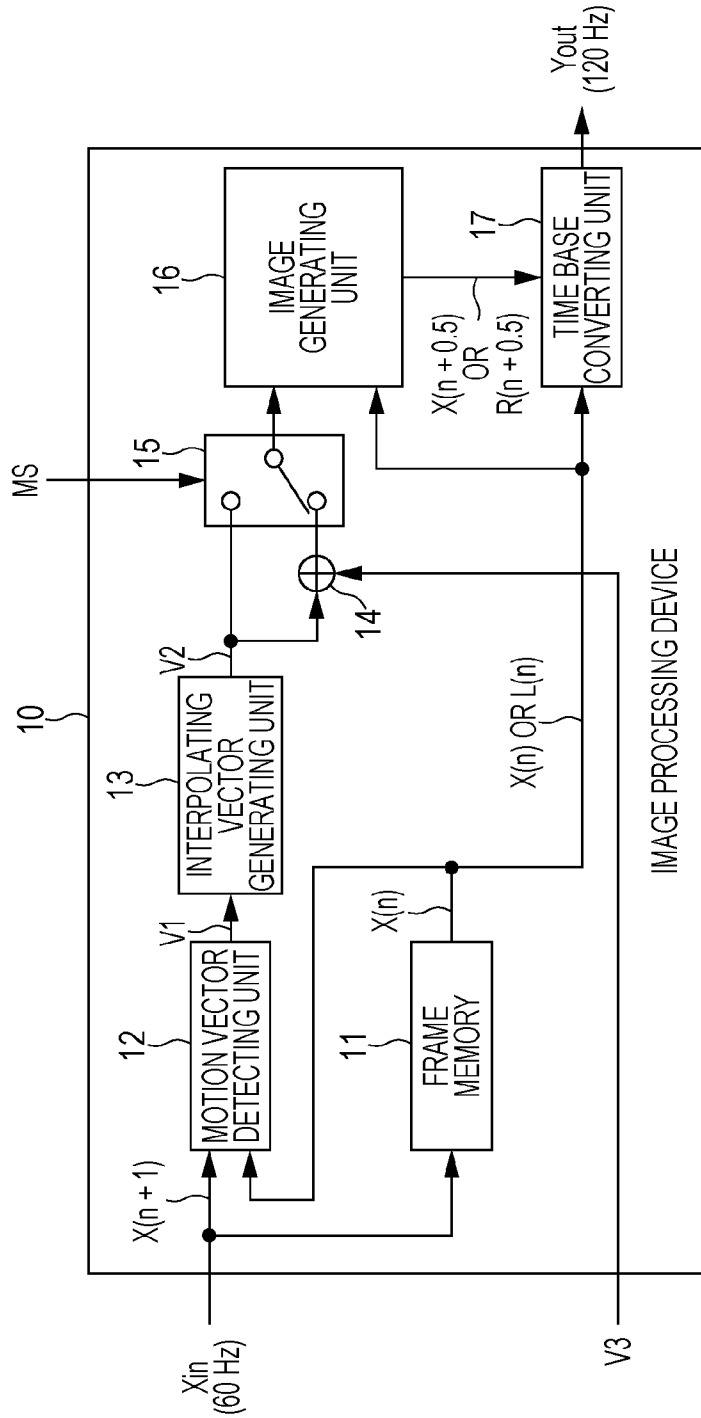 10
Xin
(60 Hz)
X(n + 1)
12
MOTION VECTOR
DETECTING UNIT
V1
13
INTERPOLATING
VECTOR
GENERATING UNIT
V2
MS
15
14
16
IMAGE
GENERATING
UNIT
11
FRAME
MEMORY
X(n)
X(n) OR L(n)
X(n + 0.5)
OR
R(n + 0.5)
17
TIME BASE
CONVERTING UNIT
Yout
(120 Hz)
V3
IMAGE PROCESSING DEVICE